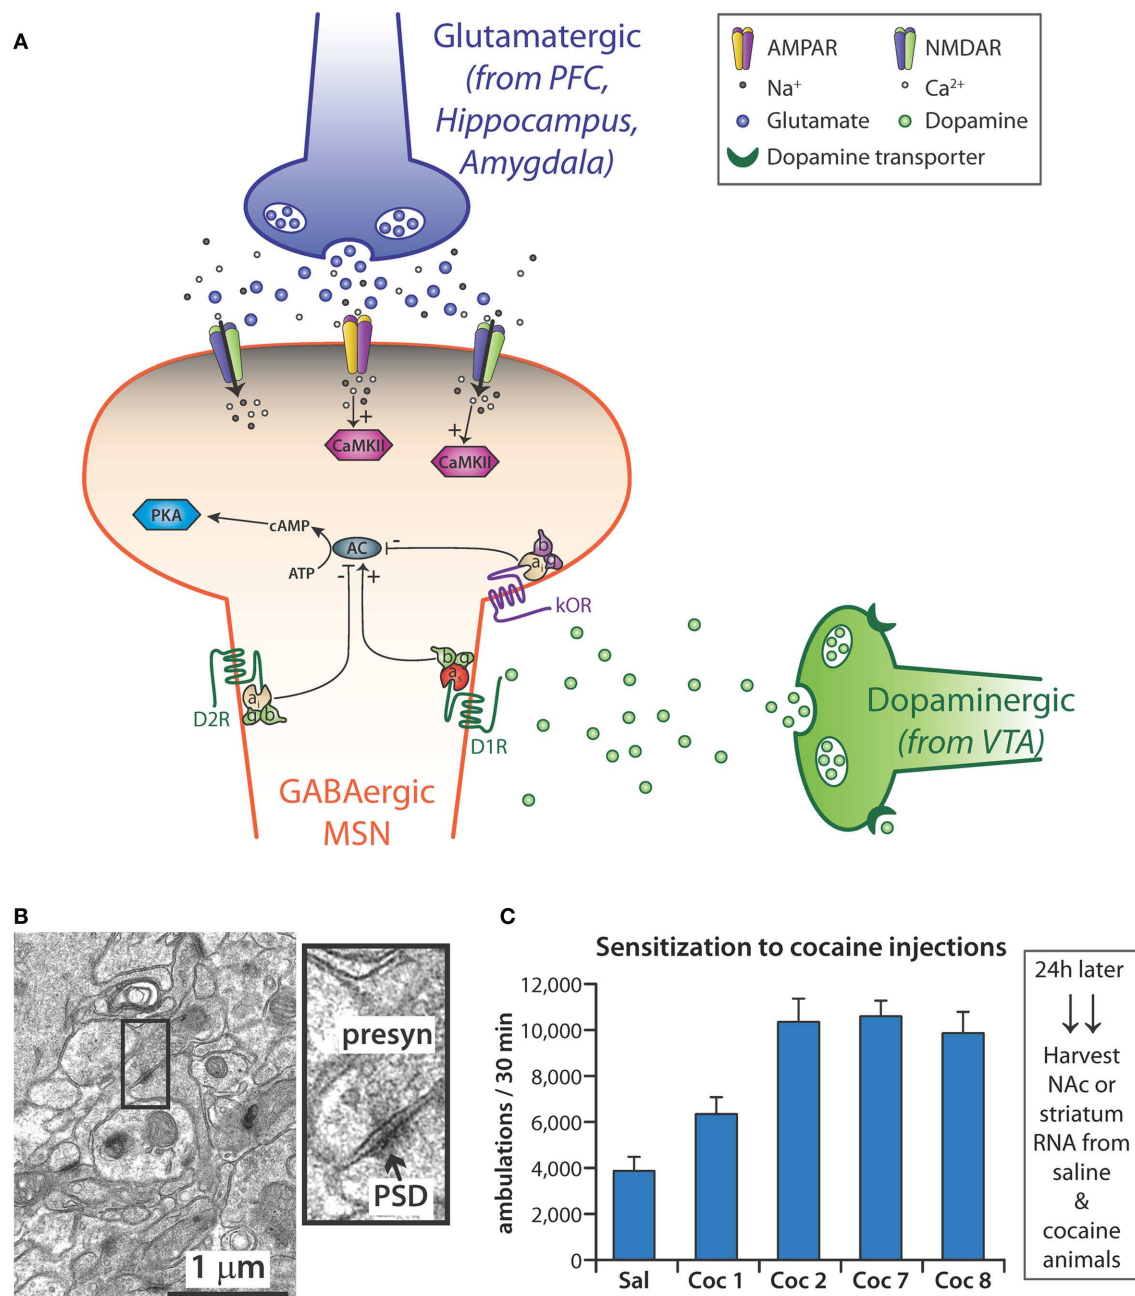 A
Glutamatergic
(from PFC,
Hippocampus,
Amygdala)
AMPAR
NMDAR
Na⁺
Ca²⁺
Glutamate
Dopamine
Dopamine transporter
+
CaMKII
+
CaMKII
PKA
cAMP
AC
ATP
-
-
+
b
g
aᵢ
kOR
D2R
aᵢ
g
b
b
g
aₛ
D1R
GABAergic
MSN
Dopaminergic
(from VTA)
B
presyn
PSD
1 µm
C
Sensitization to cocaine injections
ambulations / 30 min
12,000
10,000
8,000
6,000
4,000
2,000
0
Sal
Coc 1
Coc 2
Coc 7
Coc 8
24h later
↓↓
Harvest
NAc or
striatum
RNA from
saline
&
cocaine
animals